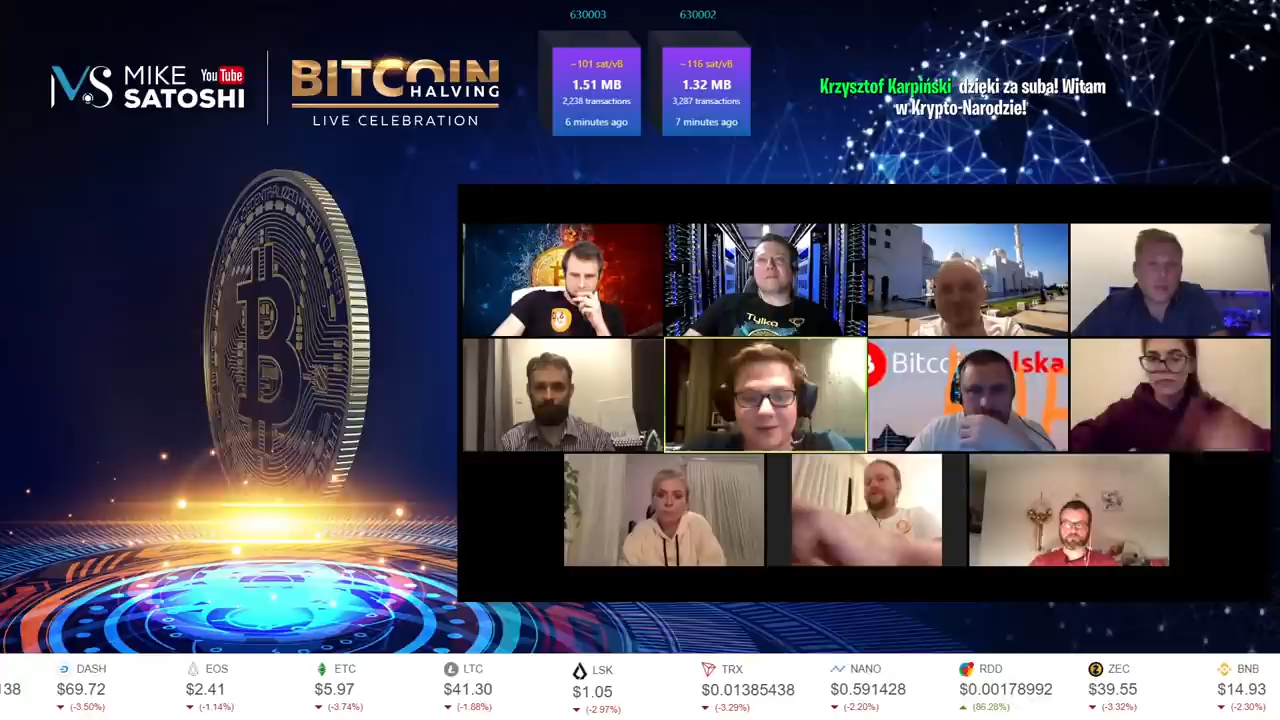 630003
630002
MIKE
YouTube
SATOSHI
BITCOIN
HALVING
LIVE CELEBRATION
~101 sat/vB
1.51 MB
2,238 transactions
6 minutes ago
~116 sat/vB
1.32 MB
3,287 transactions
7 minutes ago
Krzysztof Karpiński dzięki za suba! Witam
w Krypto-Narodzie!
Tylko
Bitco lska
138
DASH
$69.72
(-3.50%)
EOS
$2.41
(-1.14%)
ETC
$5.97
(-3.74%)
LTC
$41.30
(-1.88%)
LSK
$1.05
(-2.97%)
TRX
$0.01385438
(-3.29%)
NANO
$0.591428
(-2.20%)
RDD
$0.00178992
(86.28%)
ZEC
$39.55
(-3.32%)
BNB
$14.93
(-2.30%)